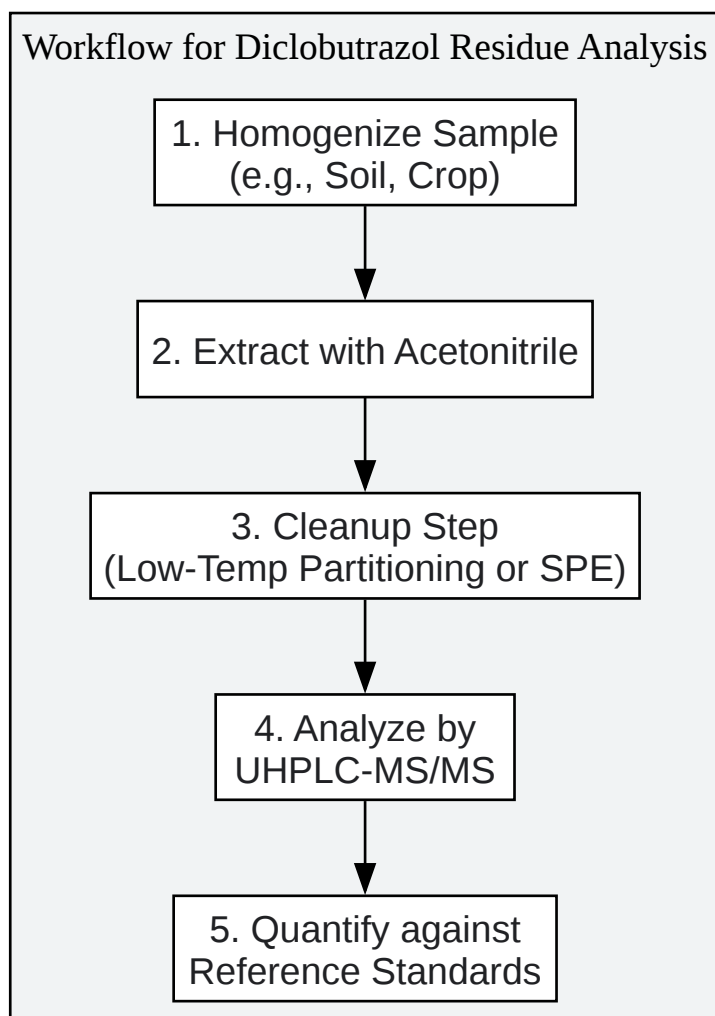 Workflow for Diclobutrazol Residue Analysis
1. Homogenize Sample
(e.g., Soil, Crop)
2. Extract with Acetonitrile
3. Cleanup Step
(Low-Temp Partitioning or SPE)
4. Analyze by
UHPLC-MS/MS
5. Quantify against
Reference Standards